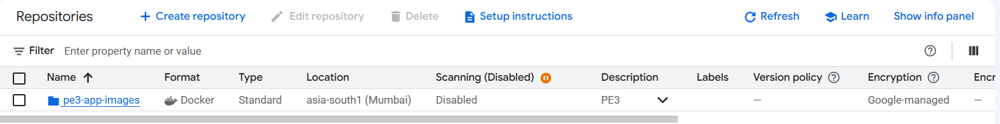 Repositories Create repository Edit repository Delete Setup instructions Refresh Learn Show info panel
Filter Enter property name or value
Name Format Type Location Scanning (Disabled) Description Labels Version policy Encryption Encr
pe3-app-images Docker Standard asia-south1 (Mumbai) Disabled PE3 — Google-managed —